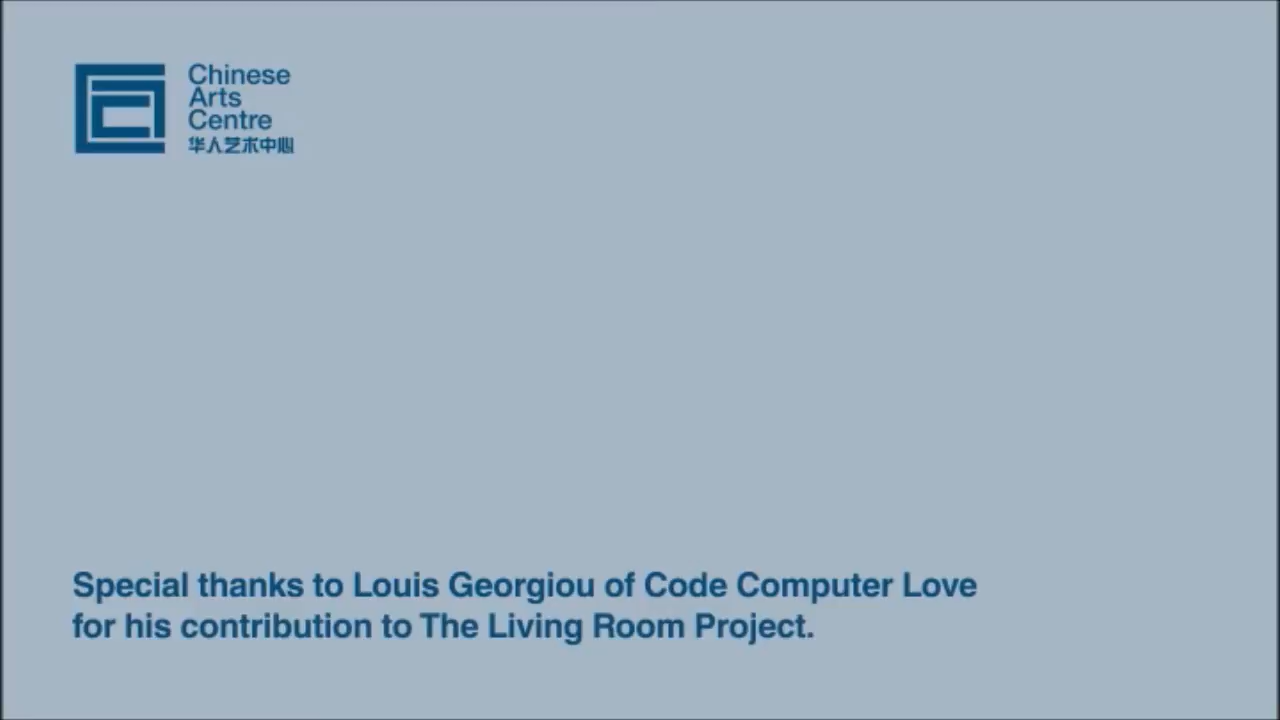 Chinese
Arts
Centre
华人艺术中心
Special thanks to Louis Georgiou of Code Computer Love
for his contribution to The Living Room Project.